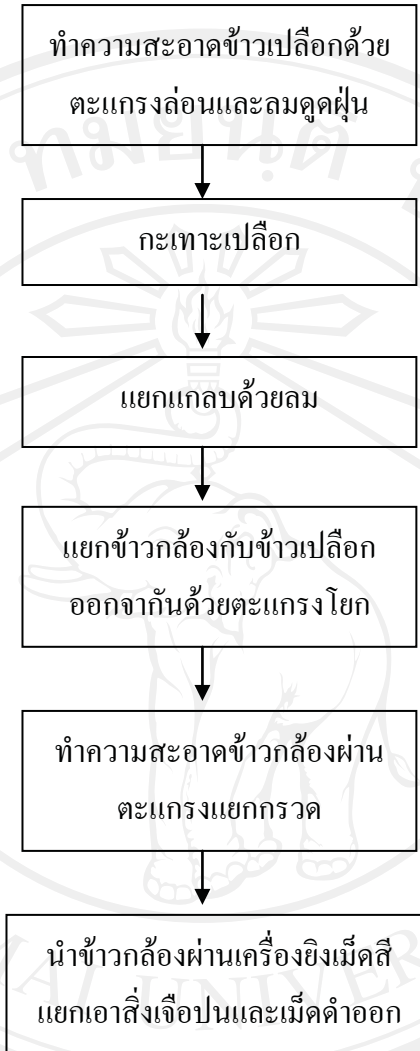 ทำความสะอาดข้าวเปลือกด้วย
ตะแกรงล่อนและลมดูดฝุ่น
กะเทาะเปลือก
แยกแกลบด้วยลม
แยกข้าวกล้องกับข้าวเปลือก
ออกจากันด้วยตะแกรงโยก
ทำความสะอาดข้าวกล้องผ่าน
ตะแกรงแยกกรวด
นำข้าวกล้องผ่านเครื่องยิงเม็ดสี
แยกเอาสิ่งเจือปนและเม็ดดำออก